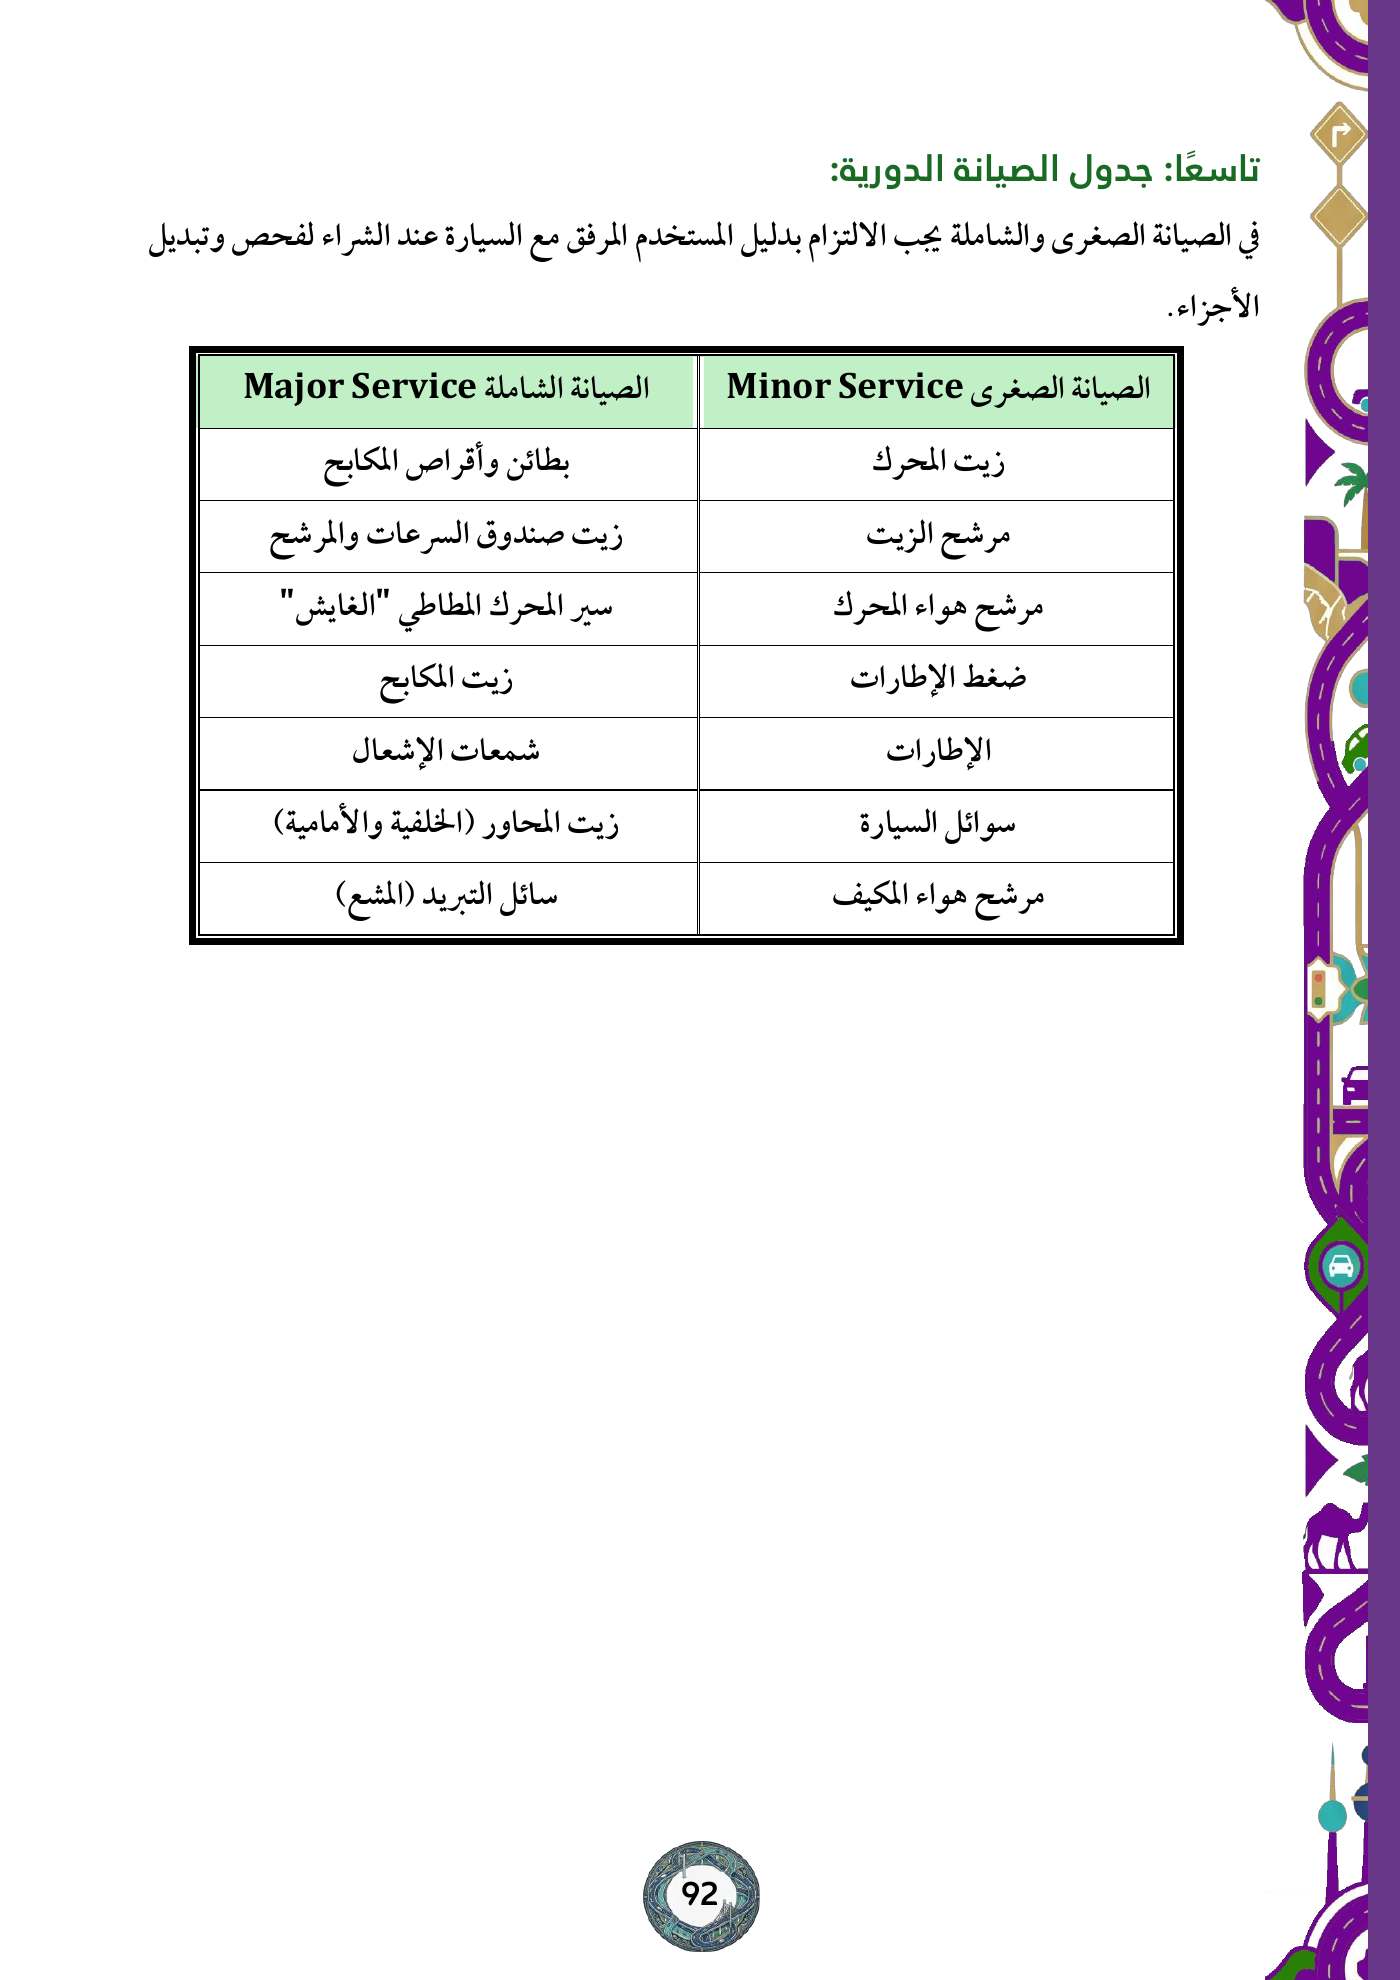 تاسعًا: جدول الصيانة الدورية:
في الصيانة الصغرى والشاملة يجب الالتزام بدليل المستخدم المرفق مع السيارة عند الشراء لفحص وتبديل
الأجزاء.
الصيانة الصغرى Minor Service	الصيانة الشاملة Major Service
زيت المحرك	بطائن وأقراص المكابح
مرشح الزيت	زيت صندوق السرعات والمرشح
مرشح هواء المحرك	سير المحرك المطاطي "الغايش"
ضغط الإطارات	زيت المكابح
الإطارات	شمعات الإشعال
سوائل السيارة	زيت المحاور (الخلفية والأمامية)
مرشح هواء المكيف	سائل التبريد (المشع)
92